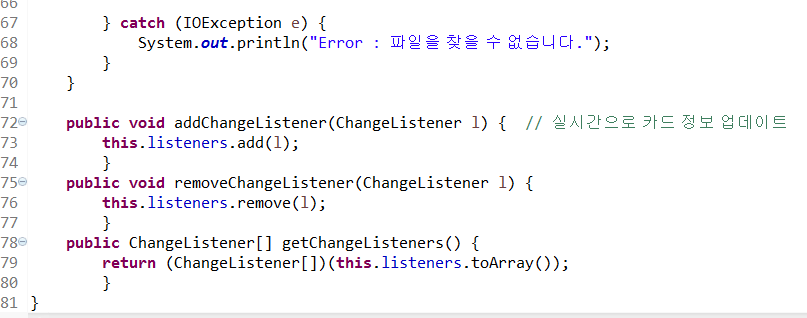 66
67         } catch (IOException e) {
68             System.out.println("Error : 파일을 찾을 수 없습니다.");
69         }
70     }
71
72     public void addChangeListener(ChangeListener l) {  // 실시간으로 카드 정보 업데이트
73         this.listeners.add(l);
74         }
75     public void removeChangeListener(ChangeListener l) {
76         this.listeners.remove(l);
77         }
78     public ChangeListener[] getChangeListeners() {
79         return (ChangeListener[])(this.listeners.toArray());
80         }
81 }